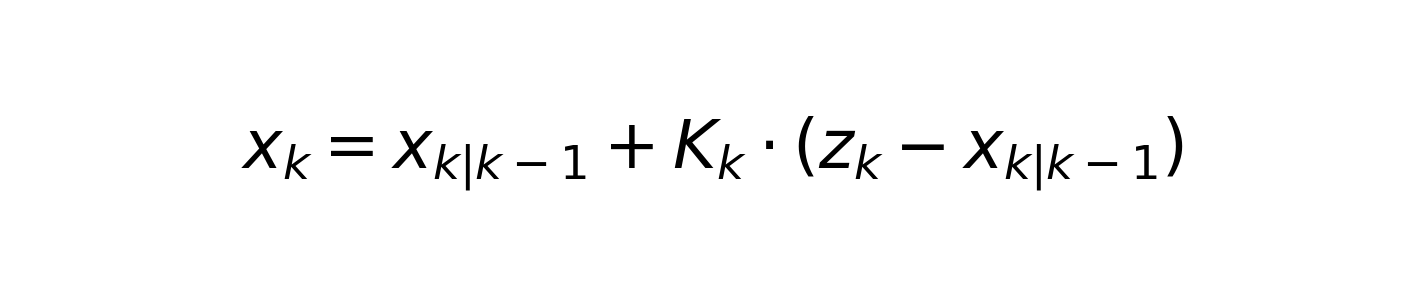 x_k = x_{k|k-1} + K_k · (z_k − x_{k|k-1})